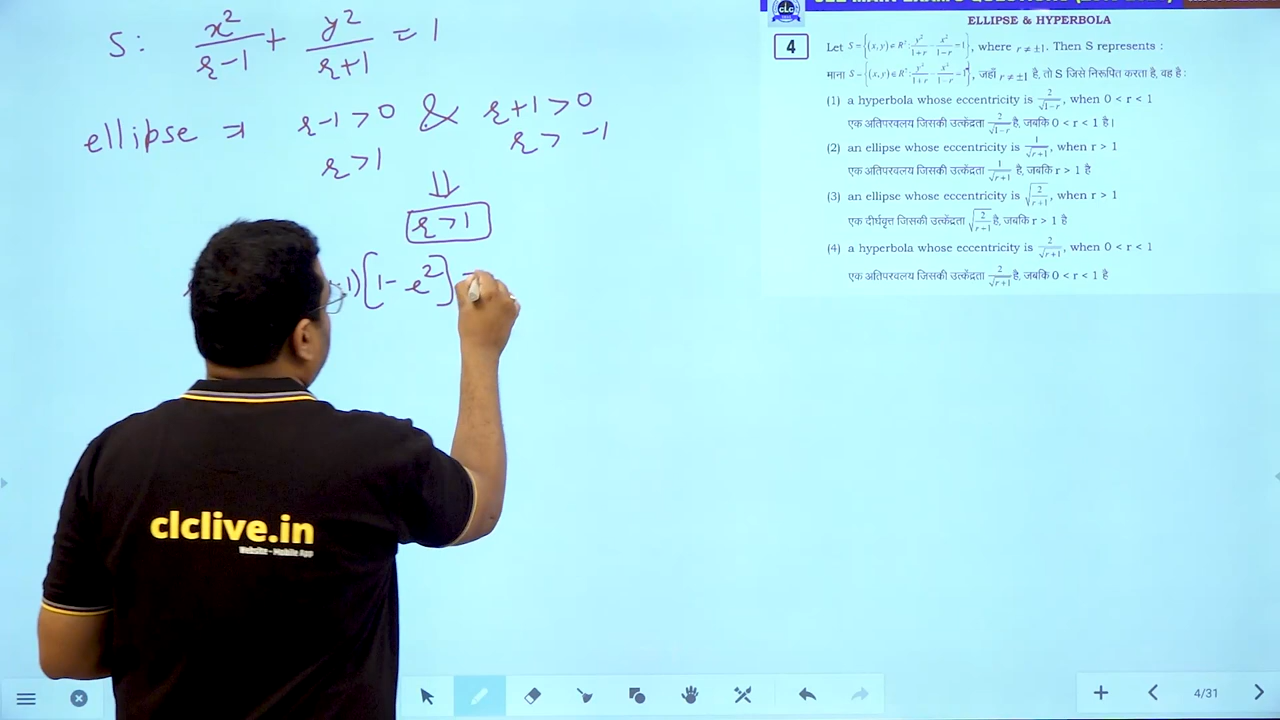 S: x²/(r-1) + y²/(r+1) = 1
ellipse ⇒ r-1 > 0 & r+1 > 0
r > 1 r > -1
⇓
r > 1
1)[1 - e²] =
clclive.in
Website - Mobile App
clc
ELLIPSE & HYPERBOLA
4
Let S = {(x, y) ∈ R² : y²/(1+r) - x²/(1-r) = 1}, where r ≠ ±1. Then S represents :
माना S = {(x, y) ∈ R² : y²/(1+r) - x²/(1-r) = 1}, जहाँ r ≠ ±1 है, तो S जिसे निरूपित करता है, वह है :
(1) a hyperbola whose eccentricity is 2/√(1-r), when 0 < r < 1
एक अतिपरवलय जिसकी उत्केंद्रता 2/√(1-r) है, जबकि 0 < r < 1 है।
(2) an ellipse whose eccentricity is 1/√(r+1), when r > 1
एक अतिपरवलय जिसकी उत्केंद्रता 1/√(r+1) है, जबकि r > 1 है
(3) an ellipse whose eccentricity is √(2/(r+1)), when r > 1
एक दीर्घवृत्त जिसकी उत्केंद्रता √(2/(r+1)) है, जबकि r > 1 है
(4) a hyperbola whose eccentricity is 2/√(r+1), when 0 < r < 1
एक अतिपरवलय जिसकी उत्केंद्रता 2/√(r+1) है, जबकि 0 < r < 1 है
4/31